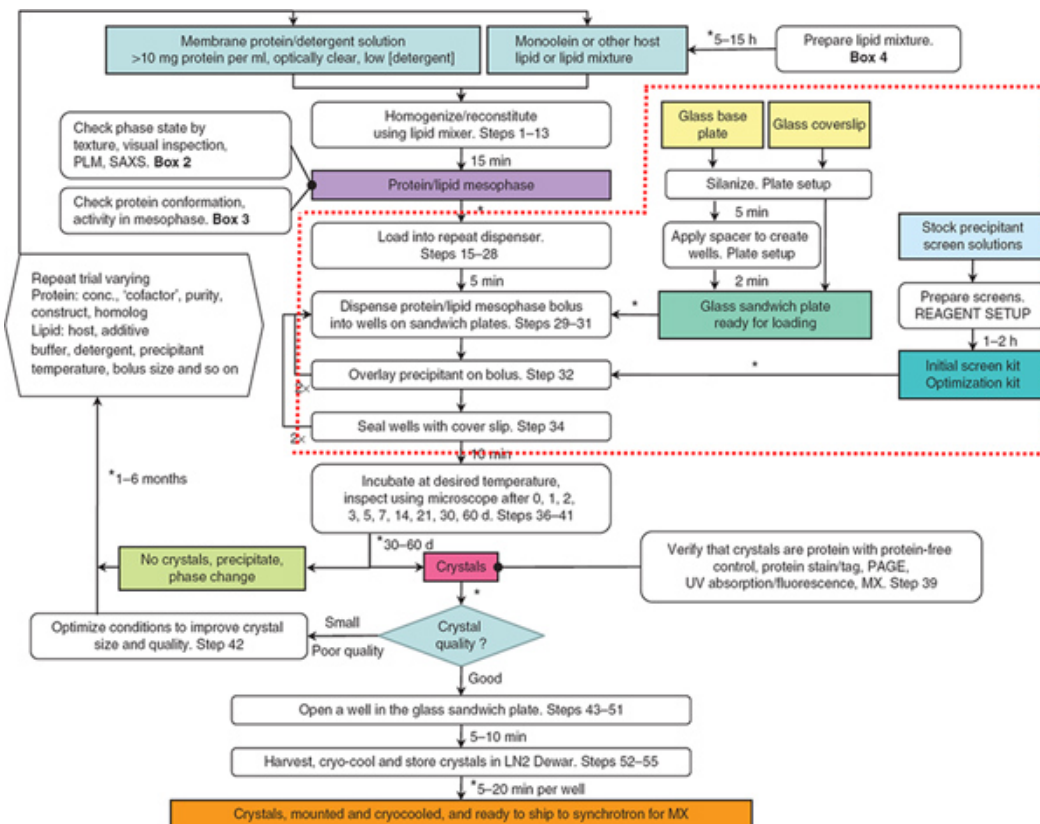 Membrane protein/detergent solution
>10 mg protein per ml, optically clear, low [detergent]
Monoolein or other host
lipid or lipid mixture
*5–15 h
Prepare lipid mixture.
Box 4
Homogenize/reconstitute
using lipid mixer. Steps 1–13
15 min
Check phase state by
texture, visual inspection,
PLM, SAXS. Box 2
Protein/lipid mesophase
Check protein conformation,
activity in mesophase. Box 3
*
Glass base
plate
Glass coverslip
Silanize. Plate setup
5 min
Apply spacer to create
wells. Plate setup
2 min
Glass sandwich plate
ready for loading
Stock precipitant
screen solutions
Prepare screens.
REAGENT SETUP
1–2 h
Initial screen kit
Optimization kit
Load into repeat dispenser.
Steps 15–28
5 min
Dispense protein/lipid mesophase bolus
into wells on sandwich plates. Steps 29–31
*
Overlay precipitant on bolus. Step 32
*
2×
Seal wells with cover slip. Step 34
2×
10 min
Repeat trial varying
Protein: conc., 'cofactor', purity,
construct, homolog
Lipid: host, additive
buffer, detergent, precipitant
temperature, bolus size and so on
*1–6 months
Incubate at desired temperature,
inspect using microscope after 0, 1, 2,
3, 5, 7, 14, 21, 30, 60 d. Steps 36–41
*30–60 d
No crystals, precipitate,
phase change
Crystals
Verify that crystals are protein with protein-free
control, protein stain/tag, PAGE,
UV absorption/fluorescence, MX. Step 39
*
Optimize conditions to improve crystal
size and quality. Step 42
Small
Poor quality
Crystal
quality ?
Good
Open a well in the glass sandwich plate. Steps 43–51
5–10 min
Harvest, cryo-cool and store crystals in LN2 Dewar. Steps 52–55
*5–20 min per well
Crystals, mounted and cryocooled, and ready to ship to synchrotron for MX